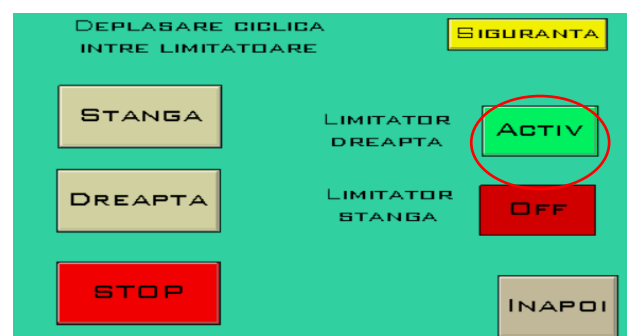 DEPLASARE CICLICA
INTRE LIMITATOARE
SIGURANTA
STANGA
LIMITATOR
DREAPTA
ACTIV
DREAPTA
LIMITATOR
STANGA
OFF
STOP
INAPOI